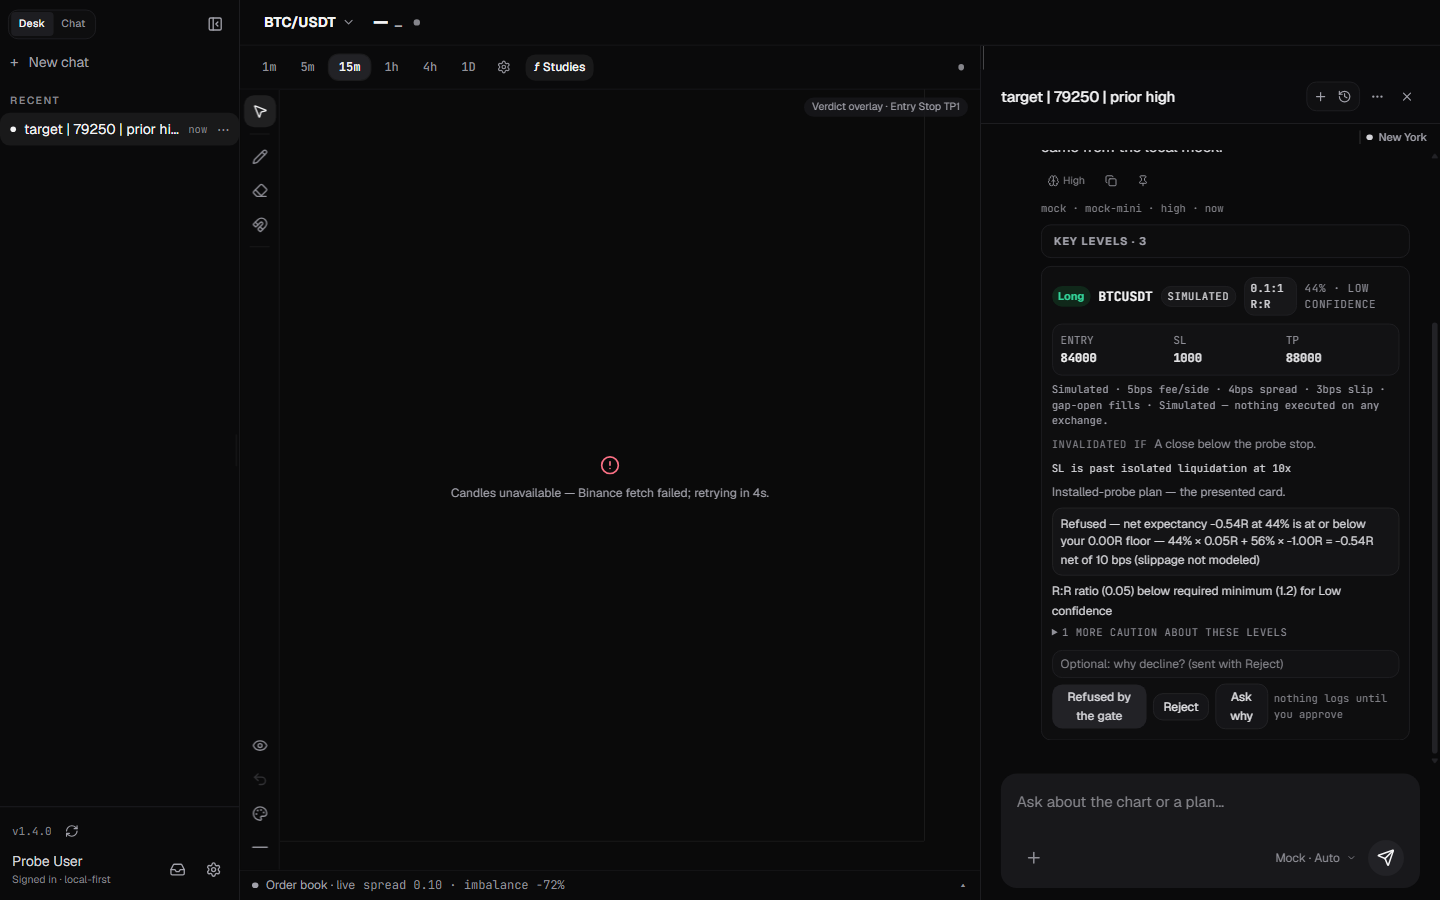 Desk Chat
+ New chat
RECENT
target | 79250 | prior hi... now
v1.4.0
Probe User
Signed in · local-first
BTC/USDT
1m 5m 15m 1h 4h 1D f Studies
Verdict overlay · Entry Stop TP1
Candles unavailable — Binance fetch failed; retrying in 4s.
Order book · live spread 0.10 · imbalance -72%
target | 79250 | prior high
New York
came from the local mock.
High
mock · mock-mini · high · now
KEY LEVELS · 3
Long BTCUSDT SIMULATED 0.1:1 R:R 44% · LOW CONFIDENCE
ENTRY SL TP
84000 1000 88000
Simulated · 5bps fee/side · 4bps spread · 3bps slip ·
gap-open fills · Simulated — nothing executed on any
exchange.
INVALIDATED IF A close below the probe stop.
SL is past isolated liquidation at 10x
Installed-probe plan — the presented card.
Refused — net expectancy -0.54R at 44% is at or below
your 0.00R floor — 44% × 0.05R + 56% × -1.00R = -0.54R
net of 10 bps (slippage not modeled)
R:R ratio (0.05) below required minimum (1.2) for Low
confidence
1 MORE CAUTION ABOUT THESE LEVELS
Optional: why decline? (sent with Reject)
Refused by the gate
Reject
Ask why
nothing logs until you approve
Ask about the chart or a plan...
Mock · Auto